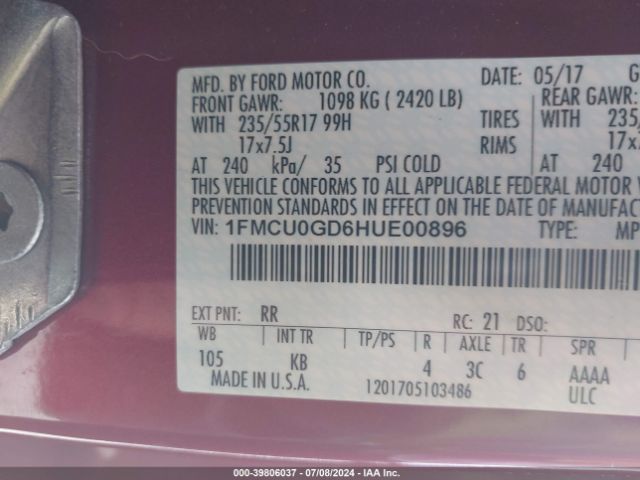 MFD. BY FORD MOTOR CO. DATE: 05/17 G
FRONT GAWR: 1098 KG ( 2420 LB) REAR GAWR:
WITH 235/55R17 99H TIRES WITH 235/
17x7.5J RIMS 17x7
AT 240 kPa/ 35 PSI COLD AT 240
THIS VEHICLE CONFORMS TO ALL APPLICABLE FEDERAL MOTOR V
PREVENTION STANDARDS IN EFFECT ON THE DATE OF MANUFAC
VIN: 1FMCU0GD6HUE00896 TYPE: MP
EXT PNT: RR RC: 21 DSO:
WB INT TR TP/PS R AXLE TR SPR
105 KB 4 3C 6 AAAA
MADE IN U.S.A. 1201705103486 ULC
000-39806037 - 07/08/2024 - IAA Inc.